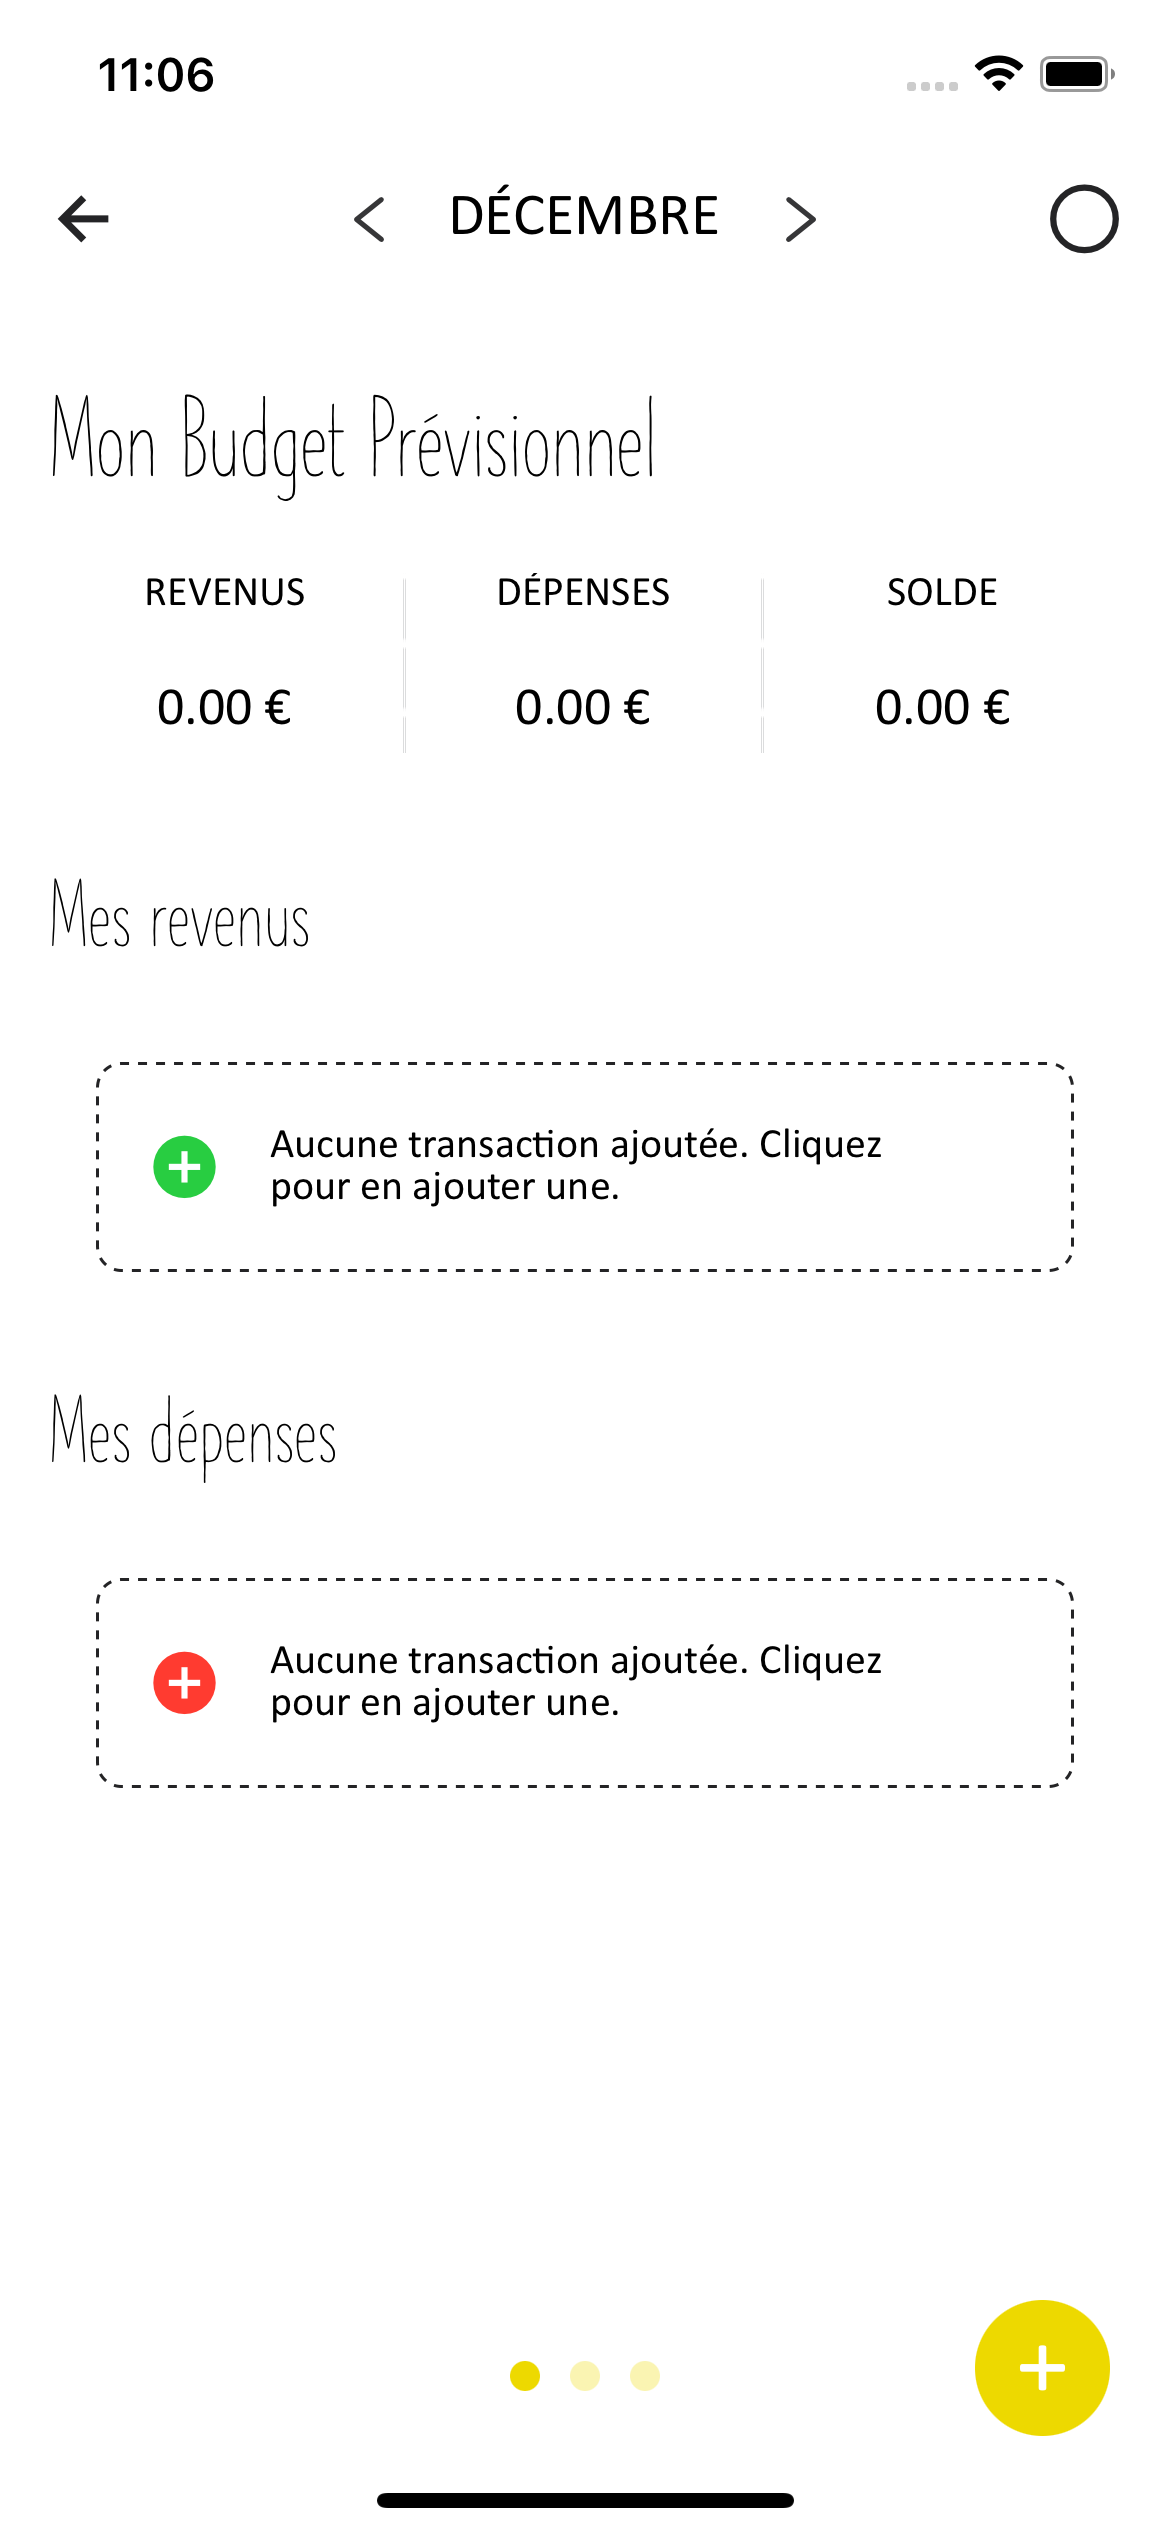 11:06
DÉCEMBRE
Mon Budget Prévisionnel
REVENUS DÉPENSES SOLDE
0.00 € 0.00 € 0.00 €
Mes revenus
Aucune transaction ajoutée. Cliquez
pour en ajouter une.
Mes dépenses
Aucune transaction ajoutée. Cliquez
pour en ajouter une.